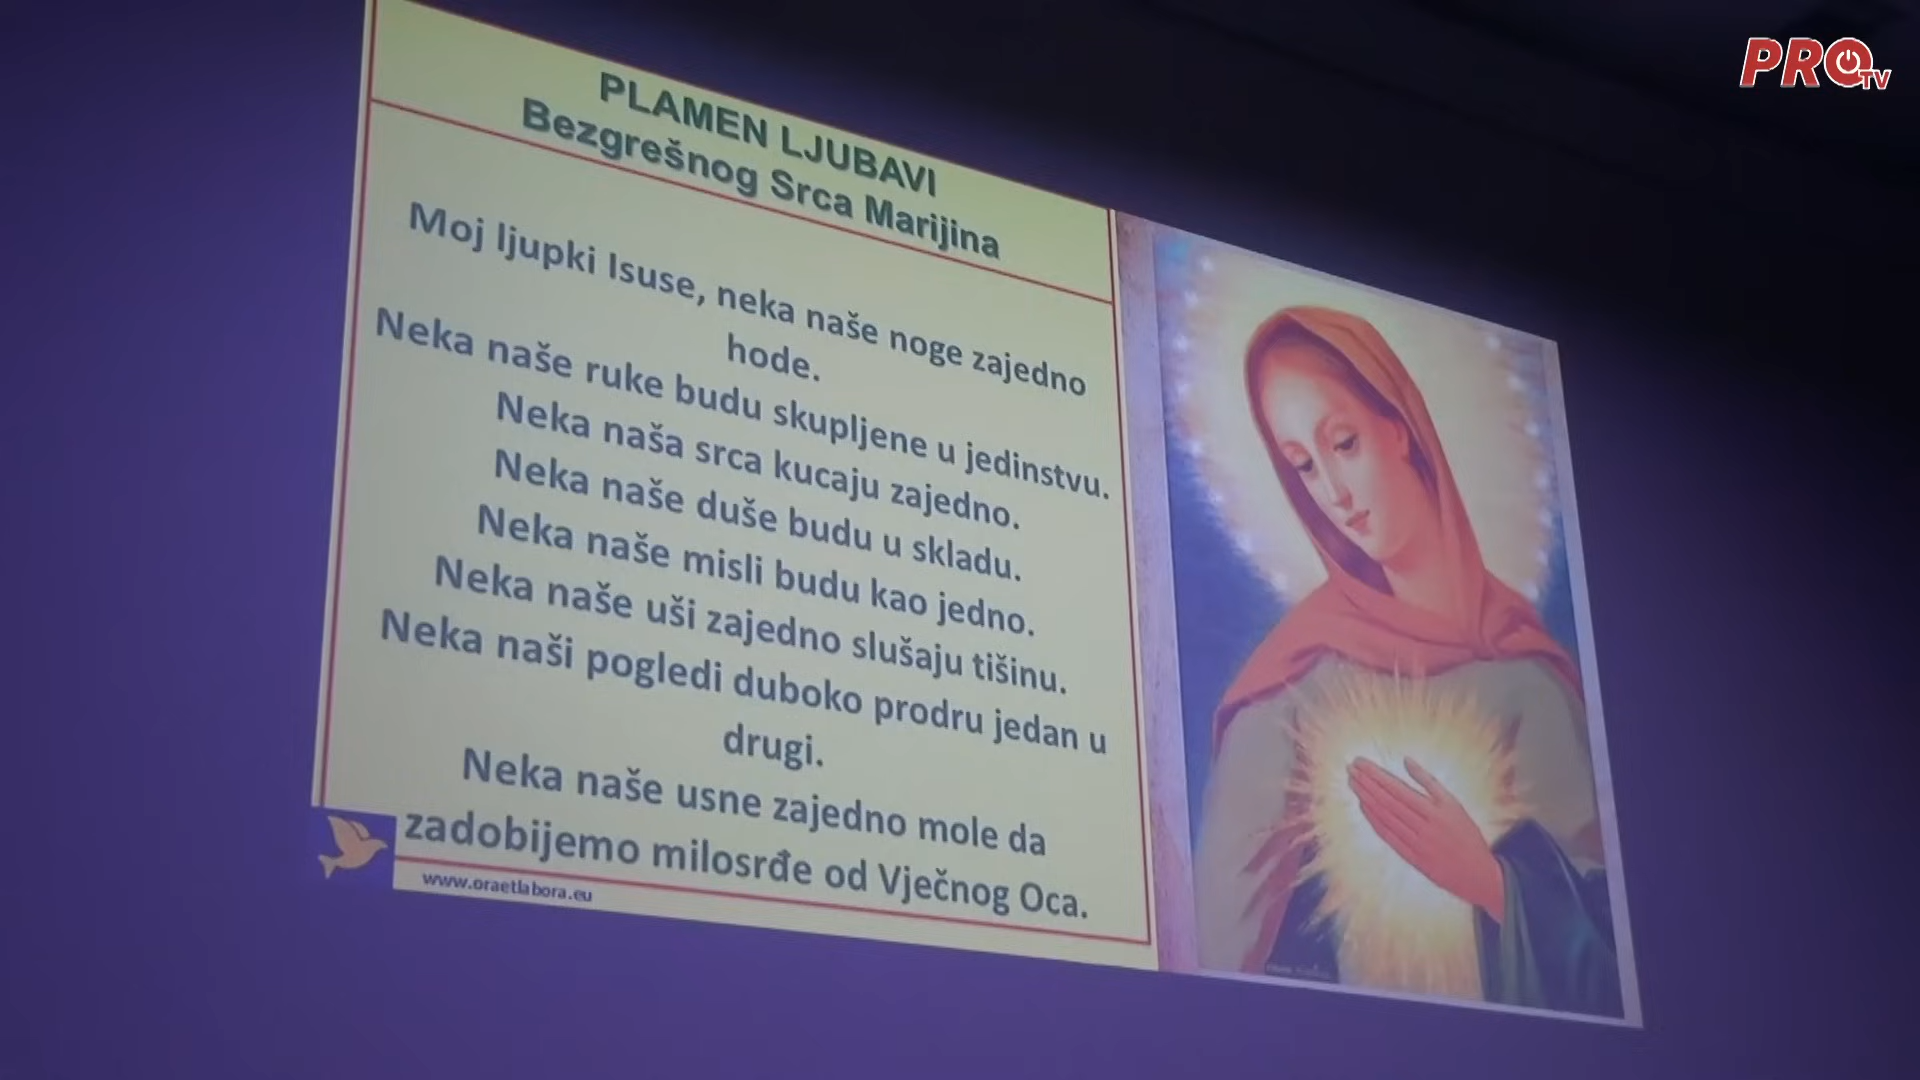 PRO TV
PLAMEN LJUBAVI
Bezgrešnog Srca Marijina
Moj ljupki Isuse, neka naše noge zajedno
hode.
Neka naše ruke budu skupljene u jedinstvu.
Neka naša srca kucaju zajedno.
Neka naše duše budu u skladu.
Neka naše misli budu kao jedno.
Neka naše uši zajedno slušaju tišinu.
Neka naši pogledi duboko prodru jedan u
drugi.
Neka naše usne zajedno mole da
zadobijemo milosrđe od Vječnog Oca.
www.oraetlabora.eu